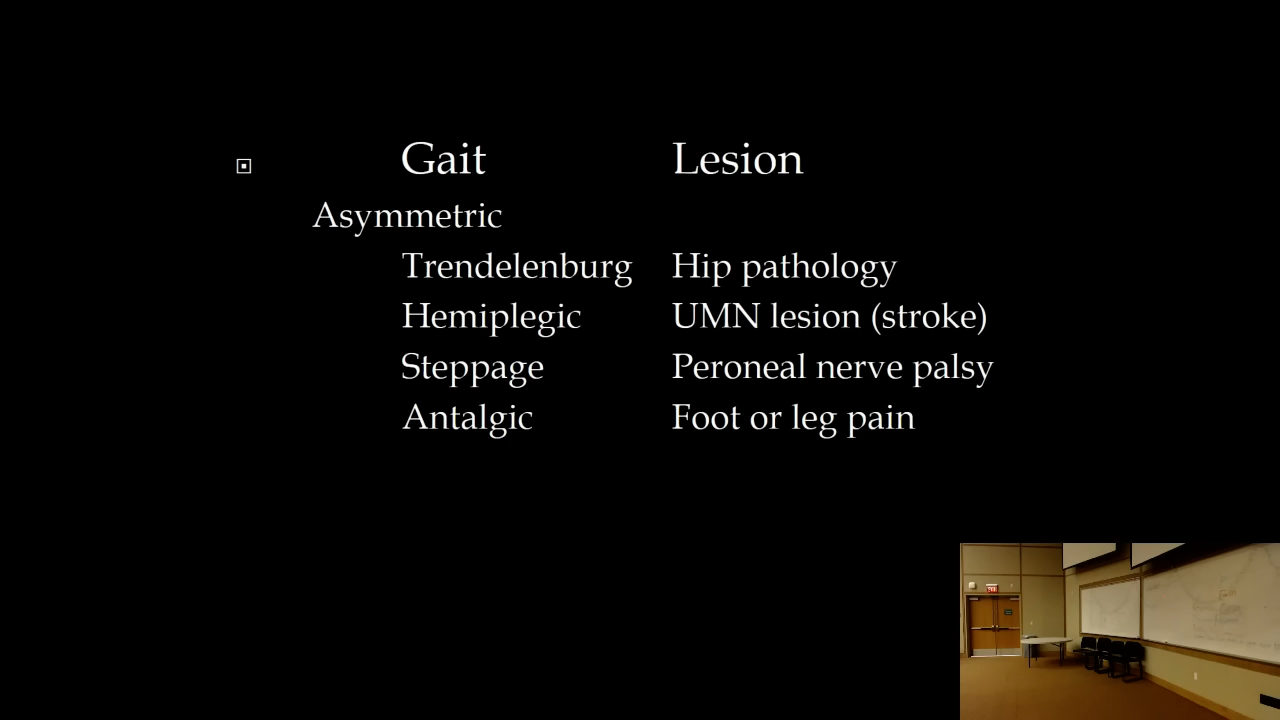 Gait Lesion
Asymmetric
Trendelenburg Hip pathology
Hemiplegic UMN lesion (stroke)
Steppage Peroneal nerve palsy
Antalgic Foot or leg pain